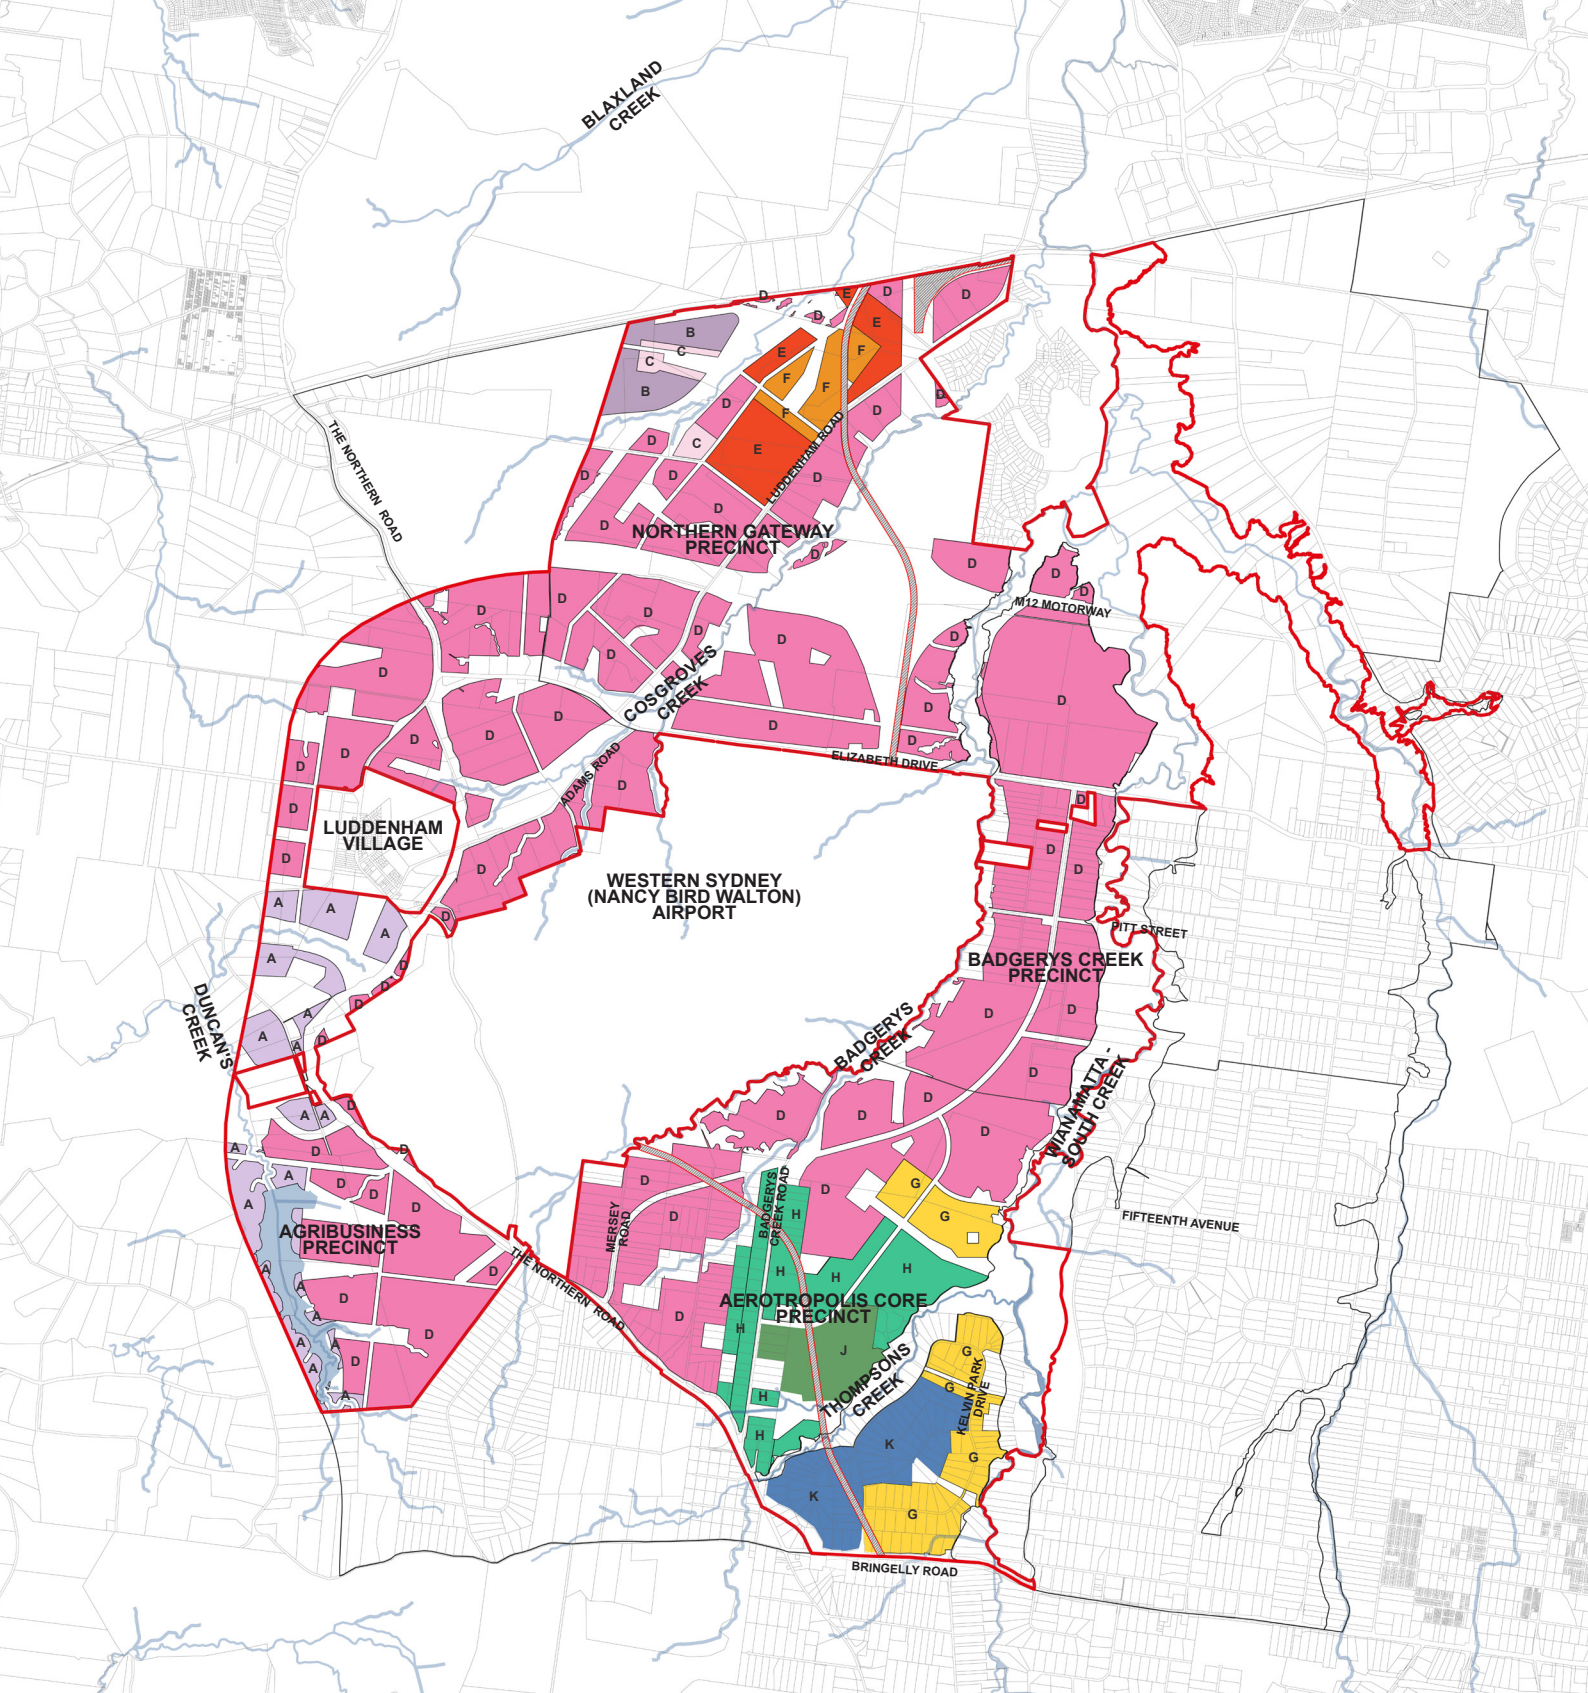 BLAXLAND
CREEK
D
E
D
D
D
E
B
C
E
F
C
F
F
B
D
D
F
D
THE NORTHERN ROAD
D
C
E
LUDDENHAM ROAD
D
D
D
D
D
NORTHERN GATEWAY
PRECINCT
D
D
D
D
M12 MOTORWAY
D
D
D
D
D
D
D
D
D
D
COSGROVES
CREEK
D
D
D
D
D
D
D
D
D
ELIZABETH DRIVE
D
ADAMS ROAD
D
D
D
LUDDENHAM
VILLAGE
D
D
D
D
WESTERN SYDNEY
(NANCY BIRD WALTON)
AIRPORT
A
A
D
A
PITT STREET
A
D
BADGERYS CREEK
PRECINCT
D
D
D
D
DUNCAN'S
CREEK
A
A
A
D
BADGERYS
CREEK
D
WIANAMATTA -
SOUTH CREEK
D
D
A
A
D
D
D
A
D
D
A
D
D
D
G
A
D
D
G
H
FIFTEENTH AVENUE
MERSEY
ROAD
BADGERYS
CREEK ROAD
AGRIBUSINESS
PRECINCT
THE NORTHERN ROAD
A
D
H
H
H
A
D
AEROTROPOLIS CORE
PRECINCT
A
D
H
D
A
A
D
J
G
THOMPSONS
CREEK
A
A
H
G
KELVIN PARK
DRIVE
H
K
G
K
G
BRINGELLY ROAD